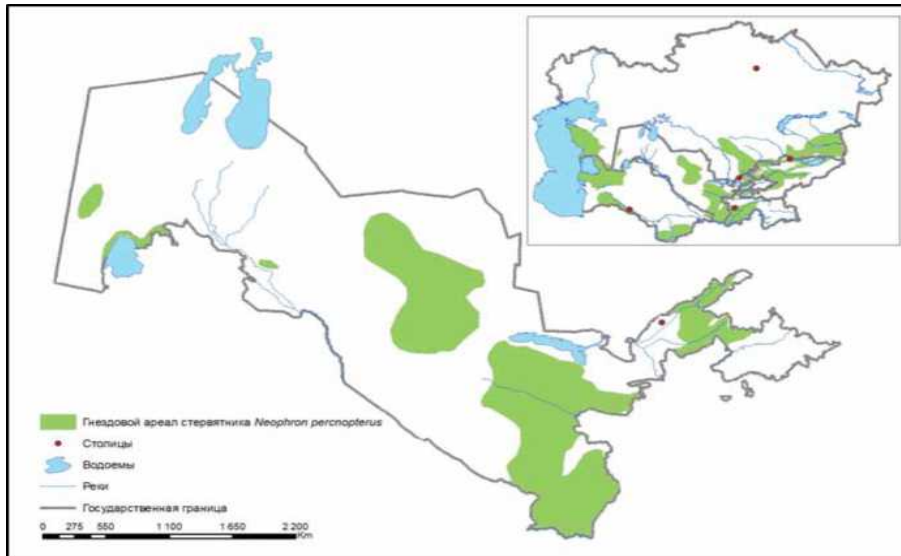 Гнездовой ареал стервятника Neophron percnopterus
Столицы
Водоемы
Реки
Государственная граница
0 275 550 1 100 1 650 2 200
Km